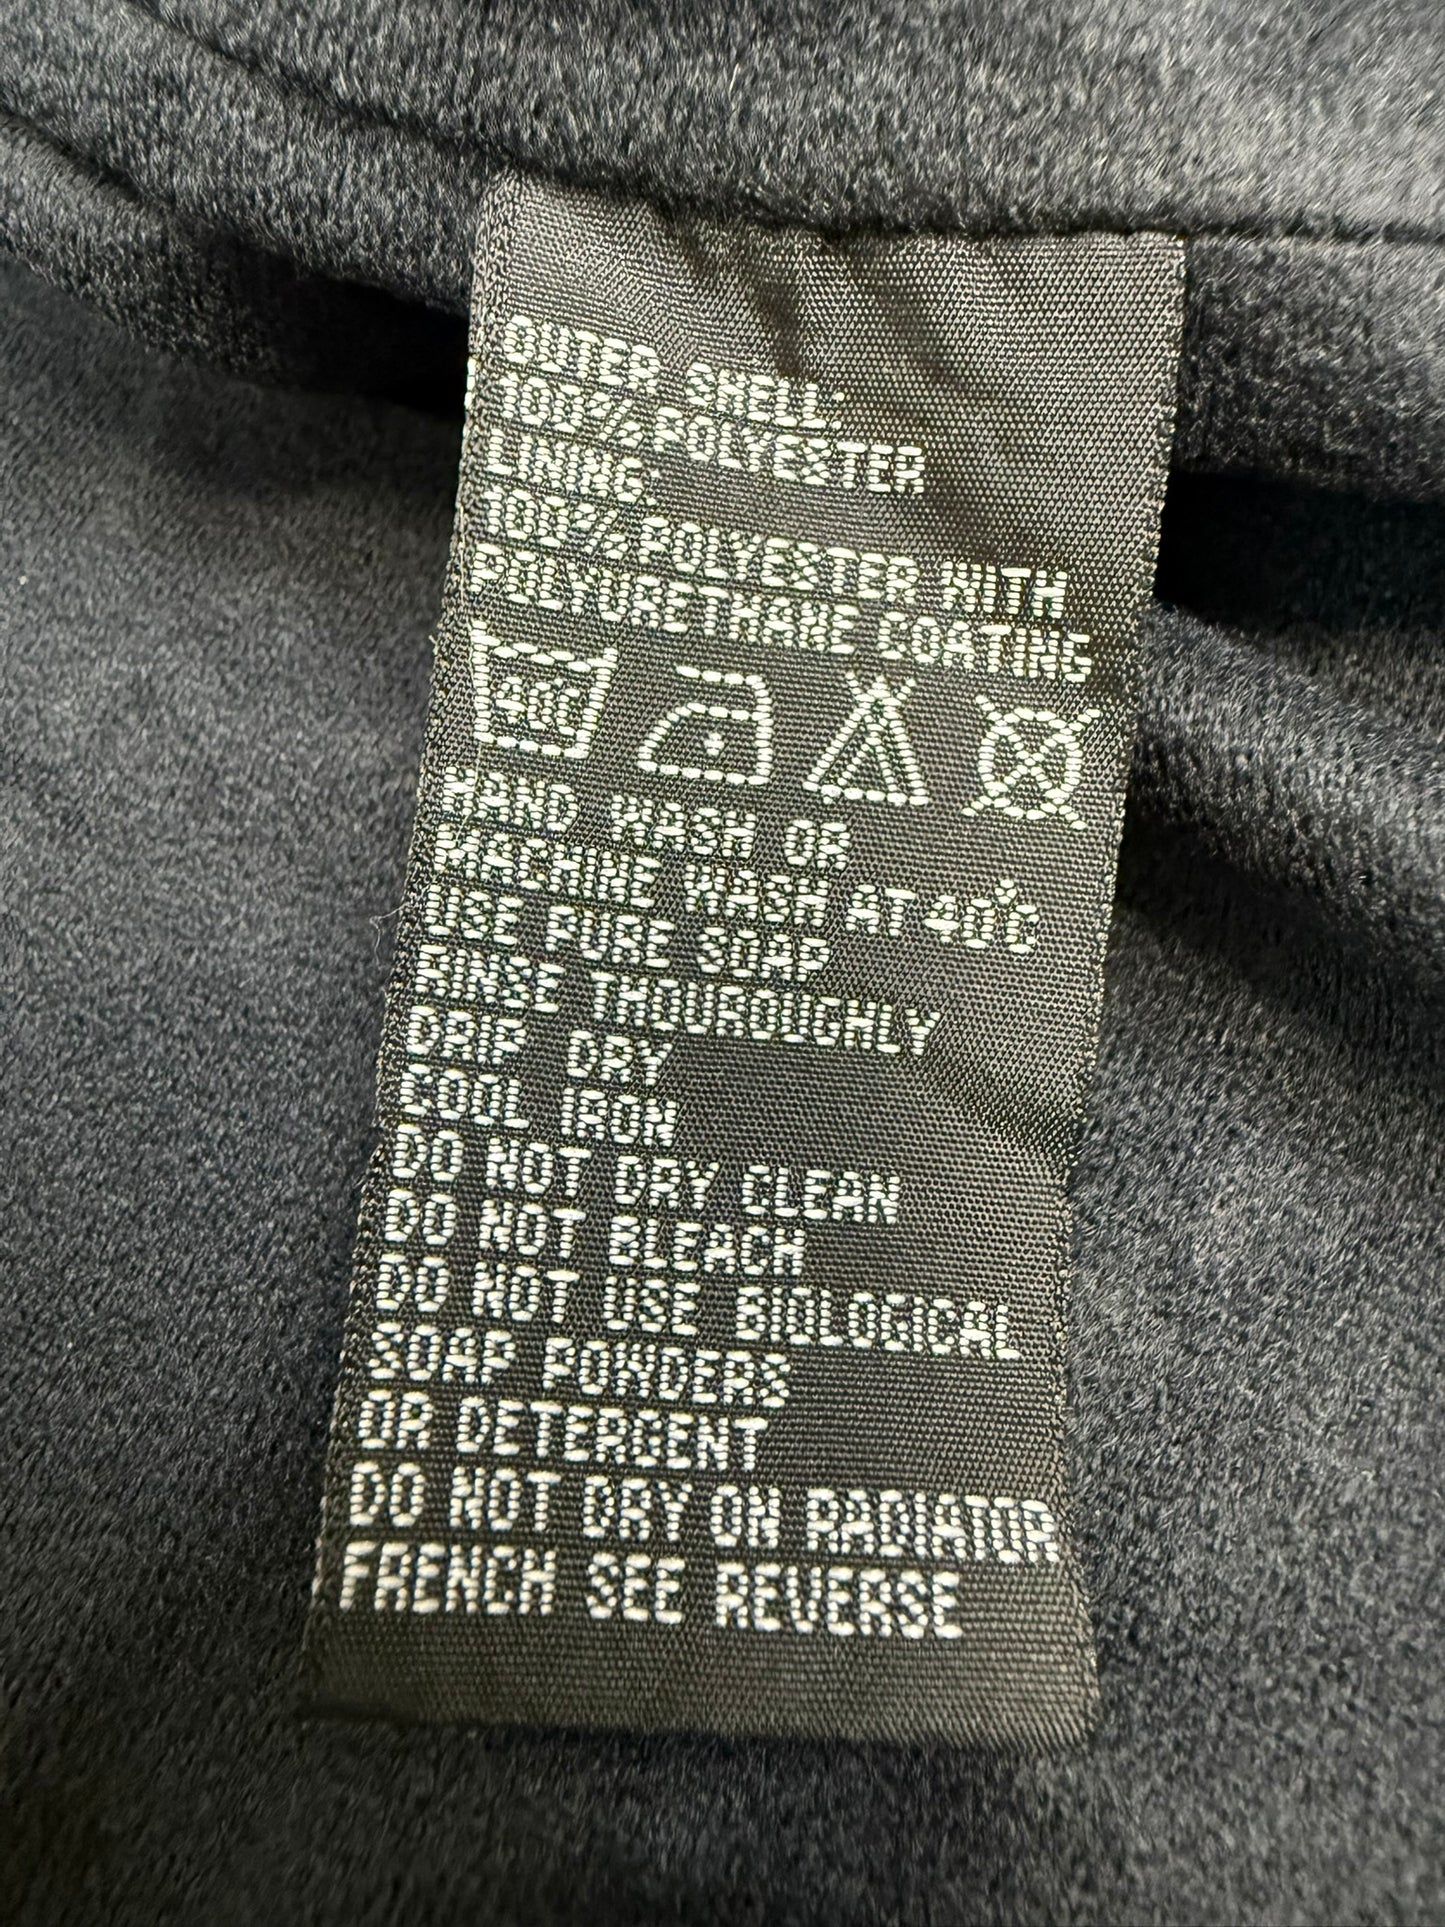 OUTER SHELL:
100% POLYESTER
LINING:
100% POLYESTER WITH
POLYURETHANE COATING
40C
HAND WASH OR
MACHINE WASH AT 40°C
USE PURE SOAP
RINSE THOUROUGHLY
DRIP DRY
COOL IRON
DO NOT DRY CLEAN
DO NOT BLEACH
DO NOT USE BIOLOGICAL
SOAP POWDERS
OR DETERGENT
DO NOT DRY ON RADIATOR
FRENCH SEE REVERSE